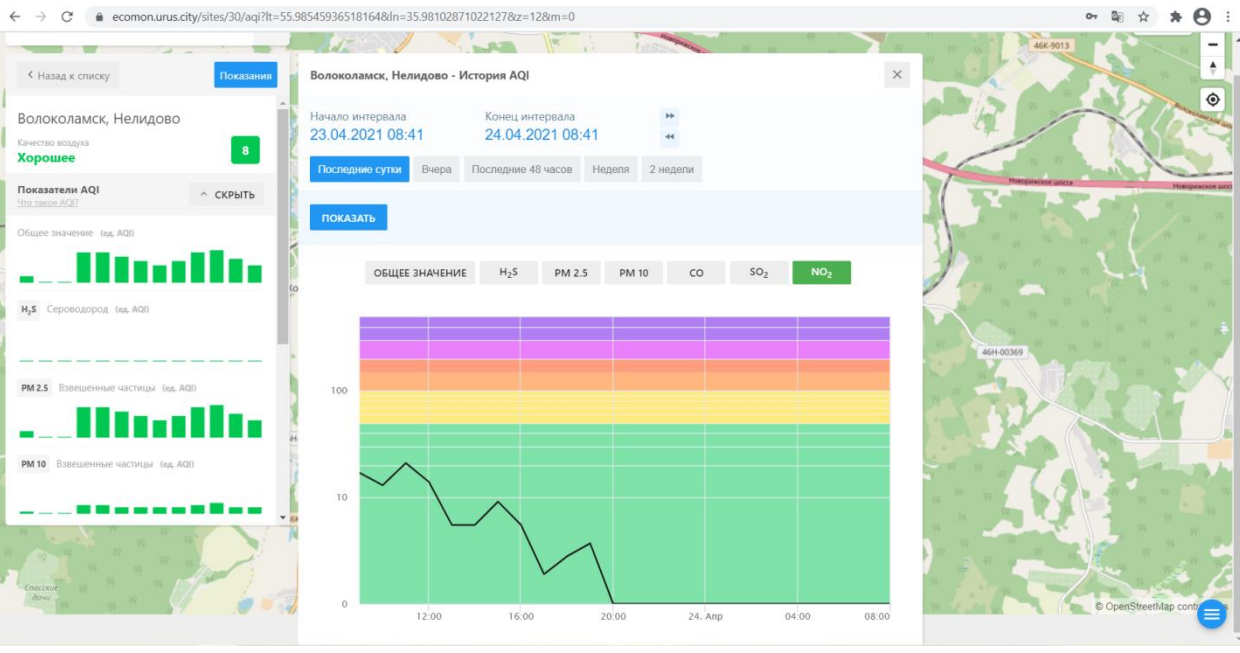 ecomon.urus.city/sites/30/aqi?lt=55.98545936518164&ln=35.98102871022127&z=12&m=0
46К-9013
Новорижское шоссе
Новорижское шосс
46Н-00369
Спасские дачи
© OpenStreetMap contr
Назад к списку
Показания
Волоколамск, Нелидово
Качество воздуха
Хорошее
8
Показатели AQI
Что такое AQI?
СКРЫТЬ
Общее значение (ед. AQI)
H₂S Сероводород (ед. AQI)
PM 2.5 Взвешенные частицы (ед. AQI)
PM 10 Взвешенные частицы (ед. AQI)
Волоколамск, Нелидово - История AQI
Начало интервала
Конец интервала
23.04.2021 08:41
24.04.2021 08:41
Последние сутки
Вчера
Последние 48 часов
Неделя
2 недели
ПОКАЗАТЬ
ОБЩЕЕ ЗНАЧЕНИЕ
H₂S
PM 2.5
PM 10
CO
SO₂
NO₂
100
10
0
12:00
16:00
20:00
24. Апр
04:00
08:00